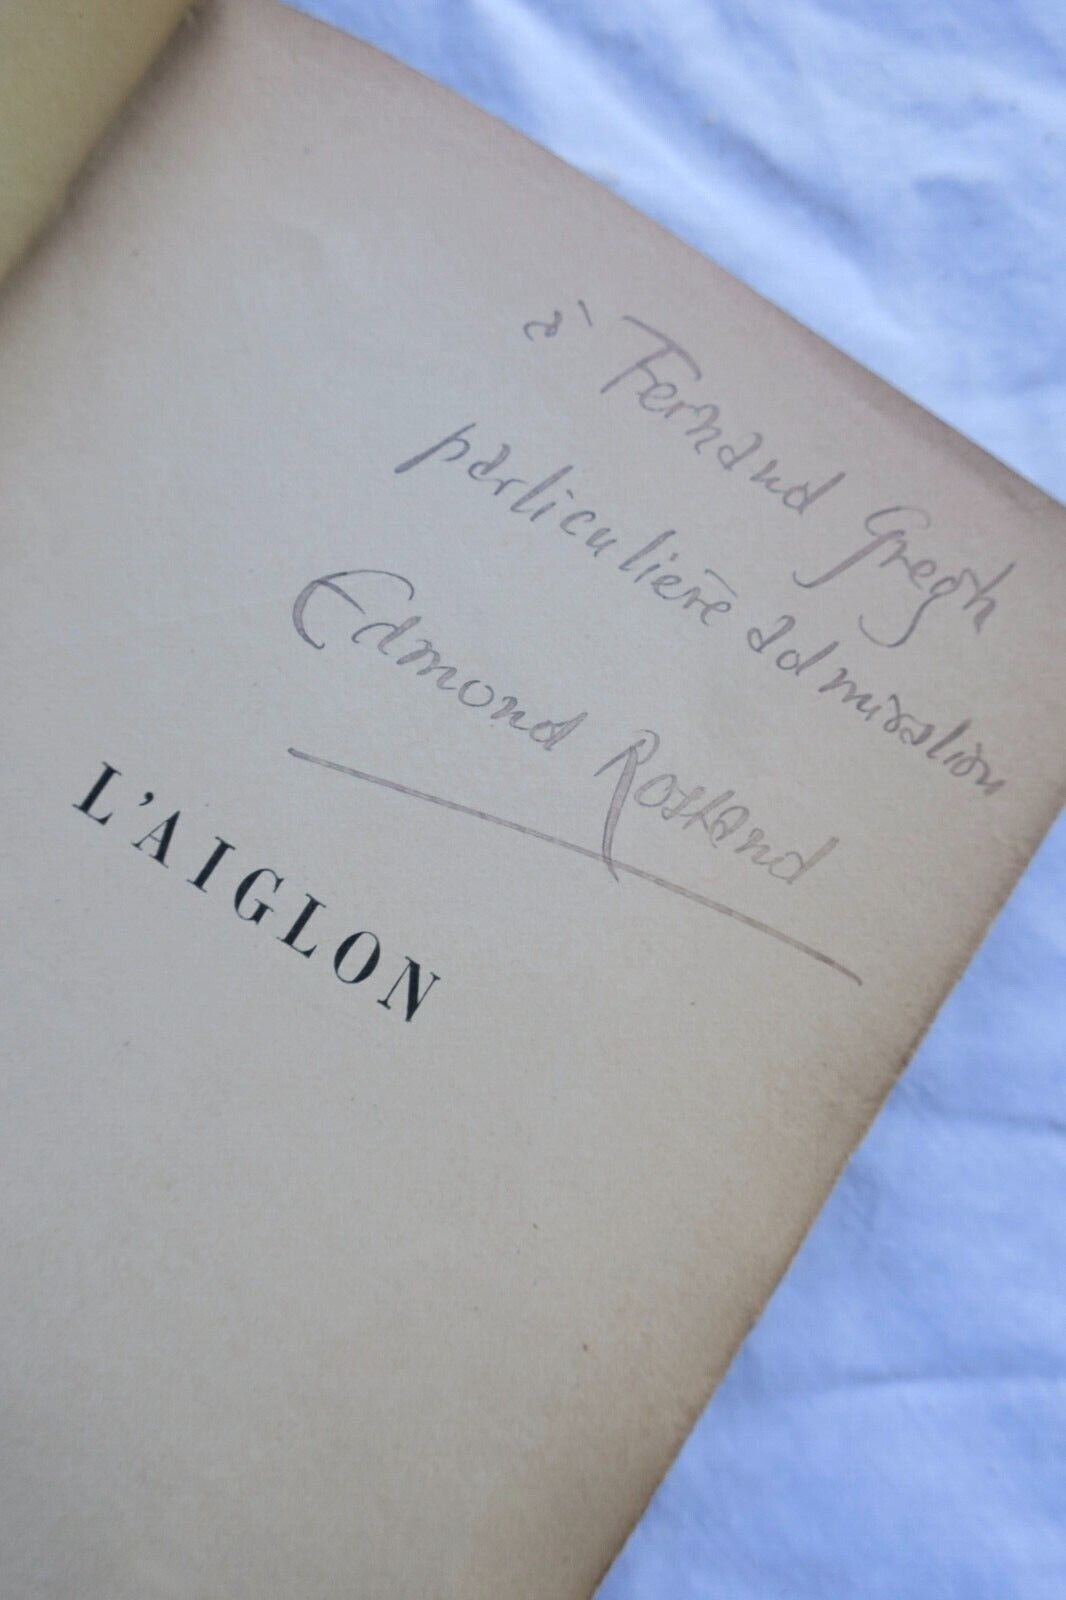 à Fernand Gregh
particulière admiration
Edmond Rostand
L'AIGLON